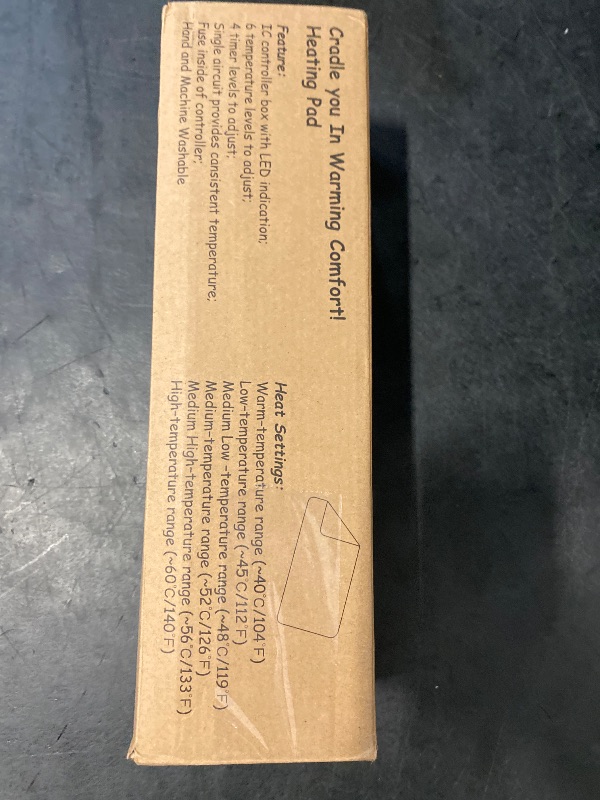 Cradle you In Warming Comfort!
Heating Pad
Feature:
IC controller box with LED indication;
6 temperature levels to adjust;
4 timer levels to adjust;
Single aircuit provides cansistent temperature;
Fuse inside of controller;
Hand and Machine Washable
Heat Settings:
Warm-temperature range (~40°C/104°F)
Low-temperature range (~45°C/112°F)
Medium Low -temperature range (~48°C/119°F)
Medium-temperature range (~52°C/126°F)
Medium High-temperature range (~56°C/133°F)
High-temperature range (~60°C/140°F)